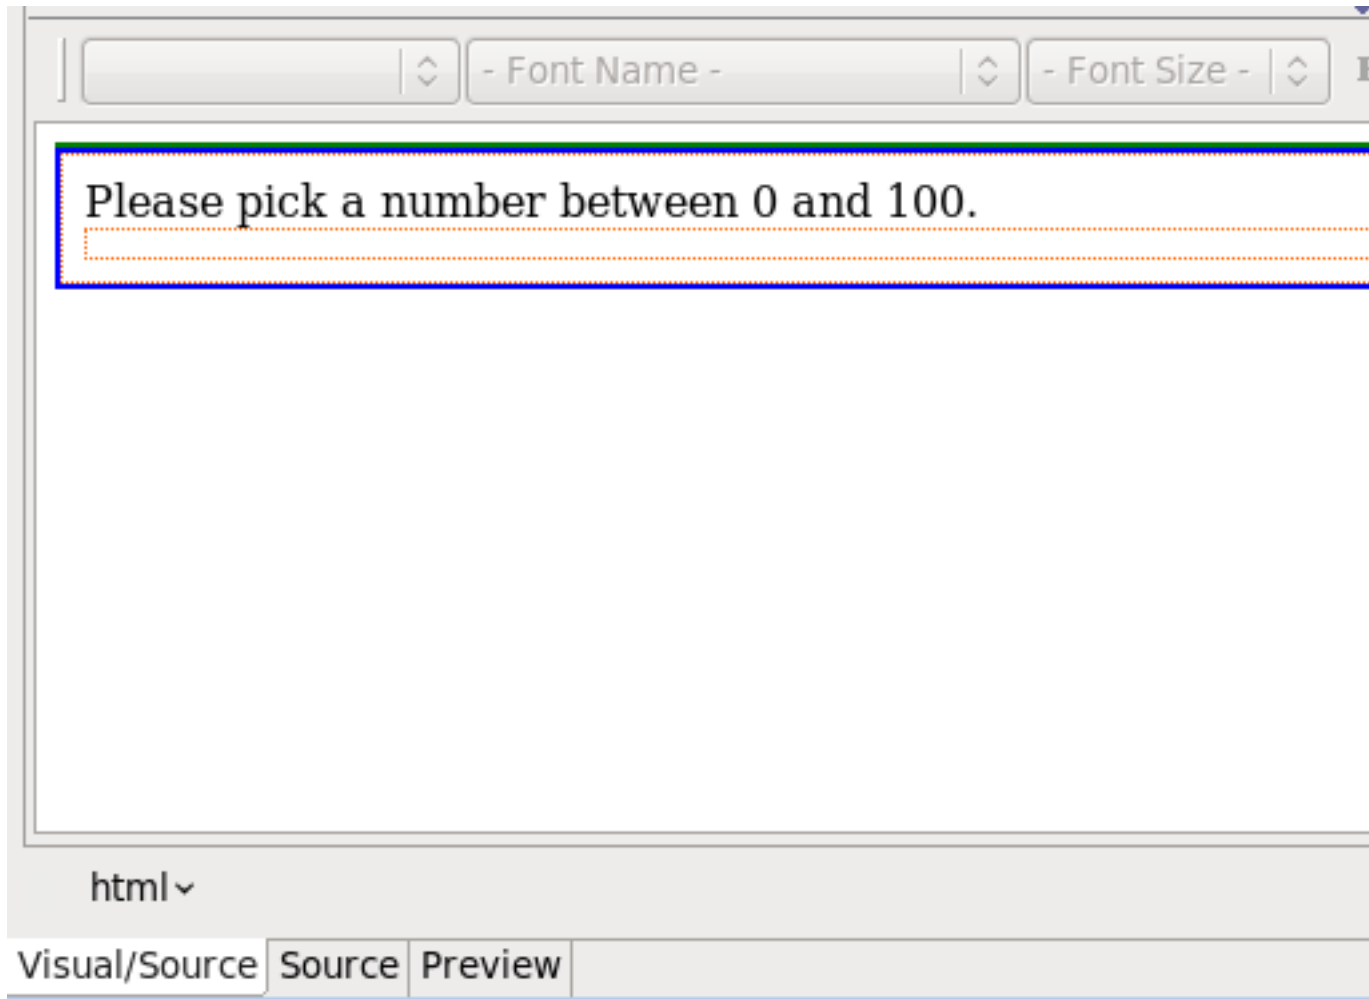 - Font Name - - Font Size -
Please pick a number between 0 and 100.
html
Visual/Source Source Preview